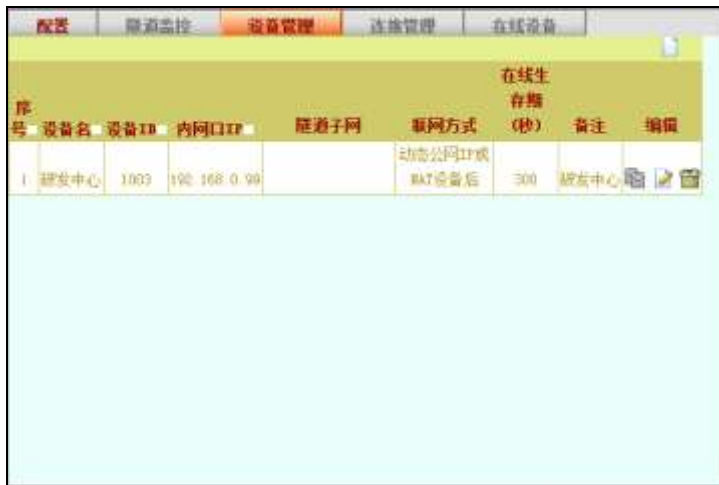 配置 隧道监控 设备管理 连接管理 在线设备
序号 设备名 设备ID 内网口IP 隧道子网 联网方式 在线生存期(秒) 备注 编辑
1 研发中心 1003 192.168.0.99 动态公网IP或NAT设备后 300 研发中心